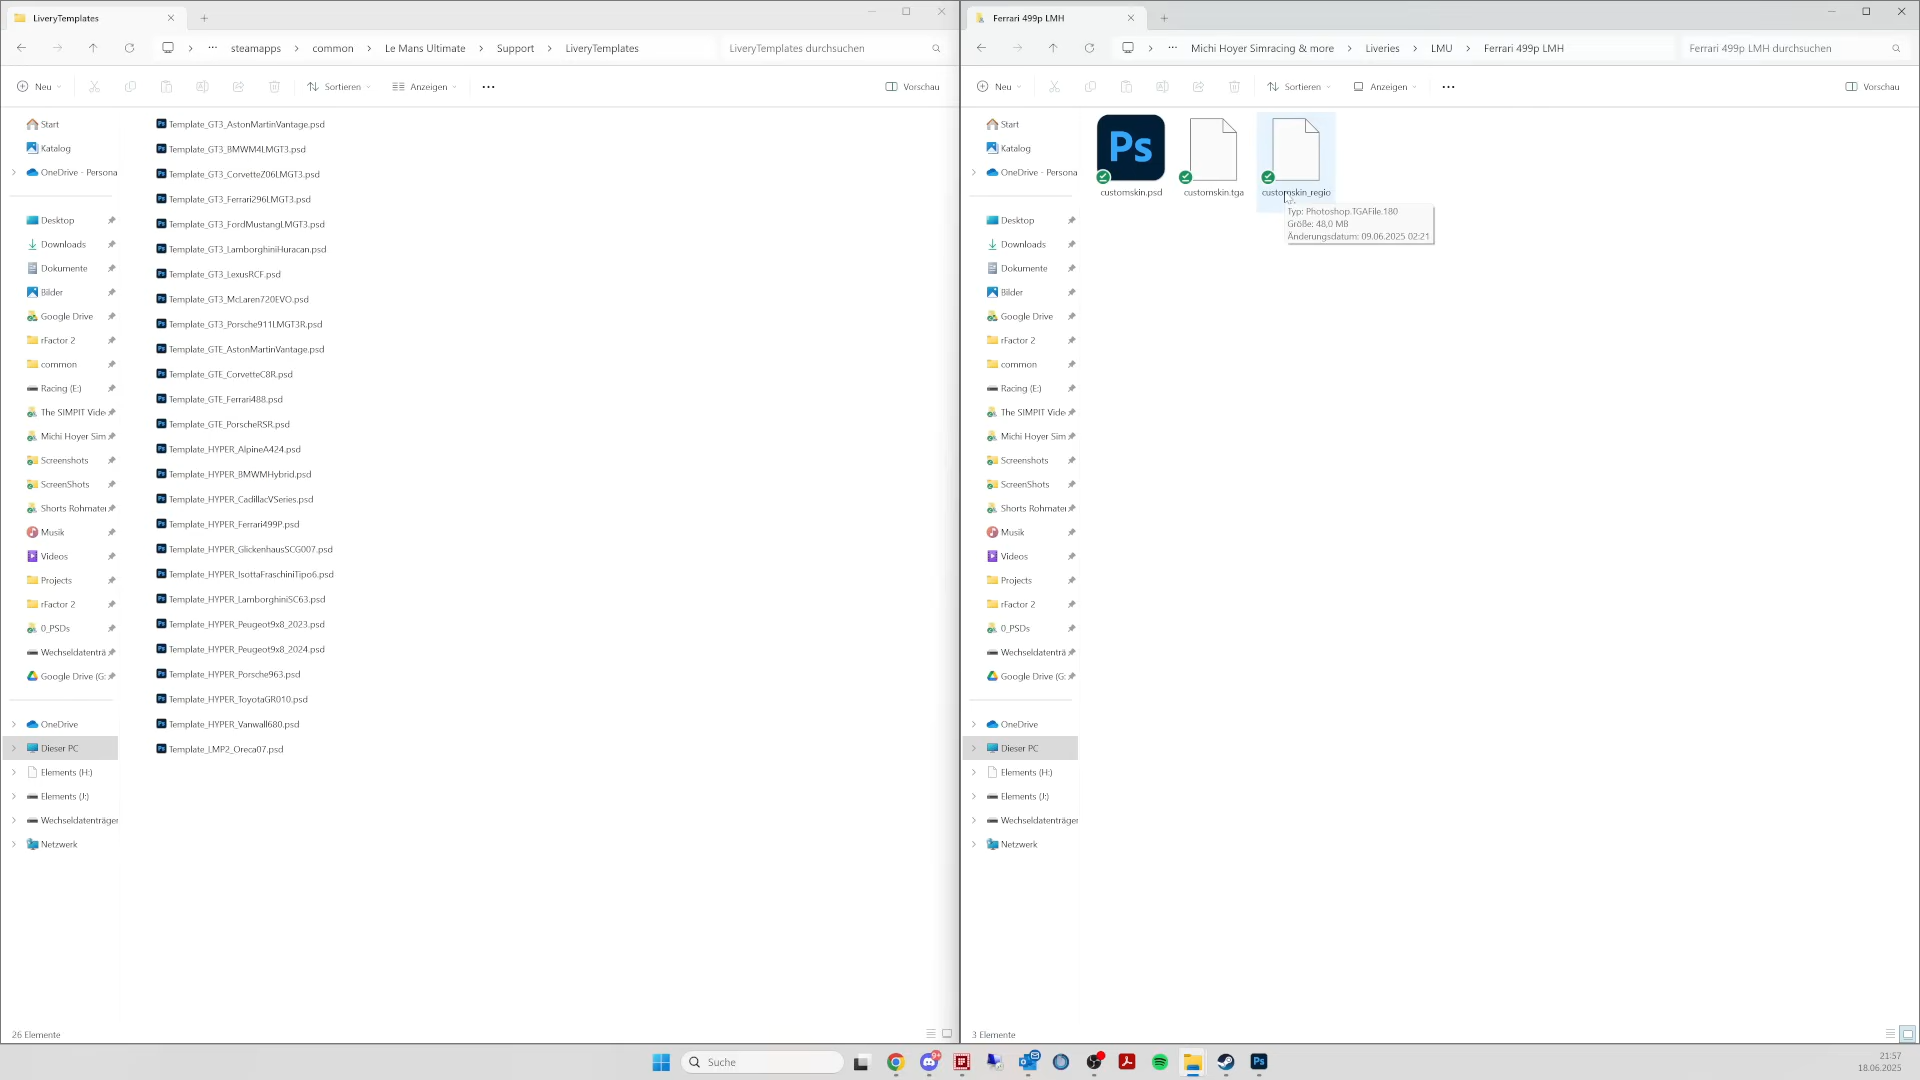 LiveryTemplates
steamapps
common
Le Mans Ultimate
Support
LiveryTemplates
LiveryTemplates durchsuchen
Neu
Sortieren
Anzeigen
Vorschau
Start
Katalog
OneDrive - Persona
Desktop
Downloads
Dokumente
Bilder
Google Drive
rFactor 2
common
Racing (E:)
The SIMPIT Vide
Michi Hoyer Sim
Screenshots
ScreenShots
Shorts Rohmater
Musik
Videos
Projects
rFactor 2
0_PSDs
Wechseldatenträ
Google Drive (G:
OneDrive
Dieser PC
Elements (H:)
Elements (J:)
Wechseldatenträger
Netzwerk
Template_GT3_AstonMartinVantage.psd
Template_GT3_BMWM4LMGT3.psd
Template_GT3_CorvetteZ06LMGT3.psd
Template_GT3_Ferrari296LMGT3.psd
Template_GT3_FordMustangLMGT3.psd
Template_GT3_LamborghiniHuracan.psd
Template_GT3_LexusRCF.psd
Template_GT3_McLaren720EVO.psd
Template_GT3_Porsche911LMGT3R.psd
Template_GTE_AstonMartinVantage.psd
Template_GTE_CorvetteC8R.psd
Template_GTE_Ferrari488.psd
Template_GTE_PorscheRSR.psd
Template_HYPER_AlpineA424.psd
Template_HYPER_BMWMHybrid.psd
Template_HYPER_CadillacVSeries.psd
Template_HYPER_Ferrari499P.psd
Template_HYPER_GlickenhausSCG007.psd
Template_HYPER_IsottaFraschiniTipo6.psd
Template_HYPER_LamborghiniSC63.psd
Template_HYPER_Peugeot9x8_2023.psd
Template_HYPER_Peugeot9x8_2024.psd
Template_HYPER_Porsche963.psd
Template_HYPER_ToyotaGR010.psd
Template_HYPER_Vanwall680.psd
Template_LMP2_Oreca07.psd
26 Elemente
Ferrari 499p LMH
Michi Hoyer Simracing & more
Liveries
LMU
Ferrari 499p LMH
Ferrari 499p LMH durchsuchen
Neu
Sortieren
Anzeigen
Vorschau
Start
Katalog
OneDrive - Persona
Desktop
Downloads
Dokumente
Bilder
Google Drive
rFactor 2
common
Racing (E:)
The SIMPIT Vide
Michi Hoyer Sim
Screenshots
ScreenShots
Shorts Rohmater
Musik
Videos
Projects
rFactor 2
0_PSDs
Wechseldatenträ
Google Drive (G:
OneDrive
Dieser PC
Elements (H:)
Elements (J:)
Wechseldatenträger
Netzwerk
Ps
customskin.psd
customskin.tga
customskin_regio
Typ: Photoshop.TGAFile.180
Größe: 48,0 MB
Änderungsdatum: 09.06.2025 02:21
3 Elemente
Suche
9+
Ps
21:57
18.06.2025